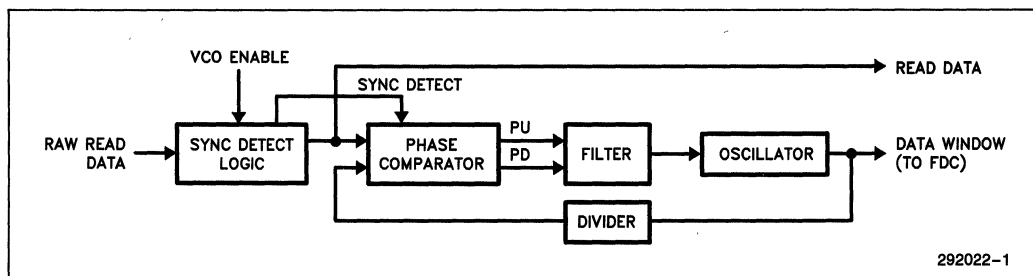 VCO ENABLE
SYNC DETECT
READ DATA
RAW READ
DATA
SYNC DETECT
LOGIC
PHASE
COMPARATOR
PU
PD
FILTER
OSCILLATOR
DATA WINDOW
(TO FDC)
DIVIDER
292022-1